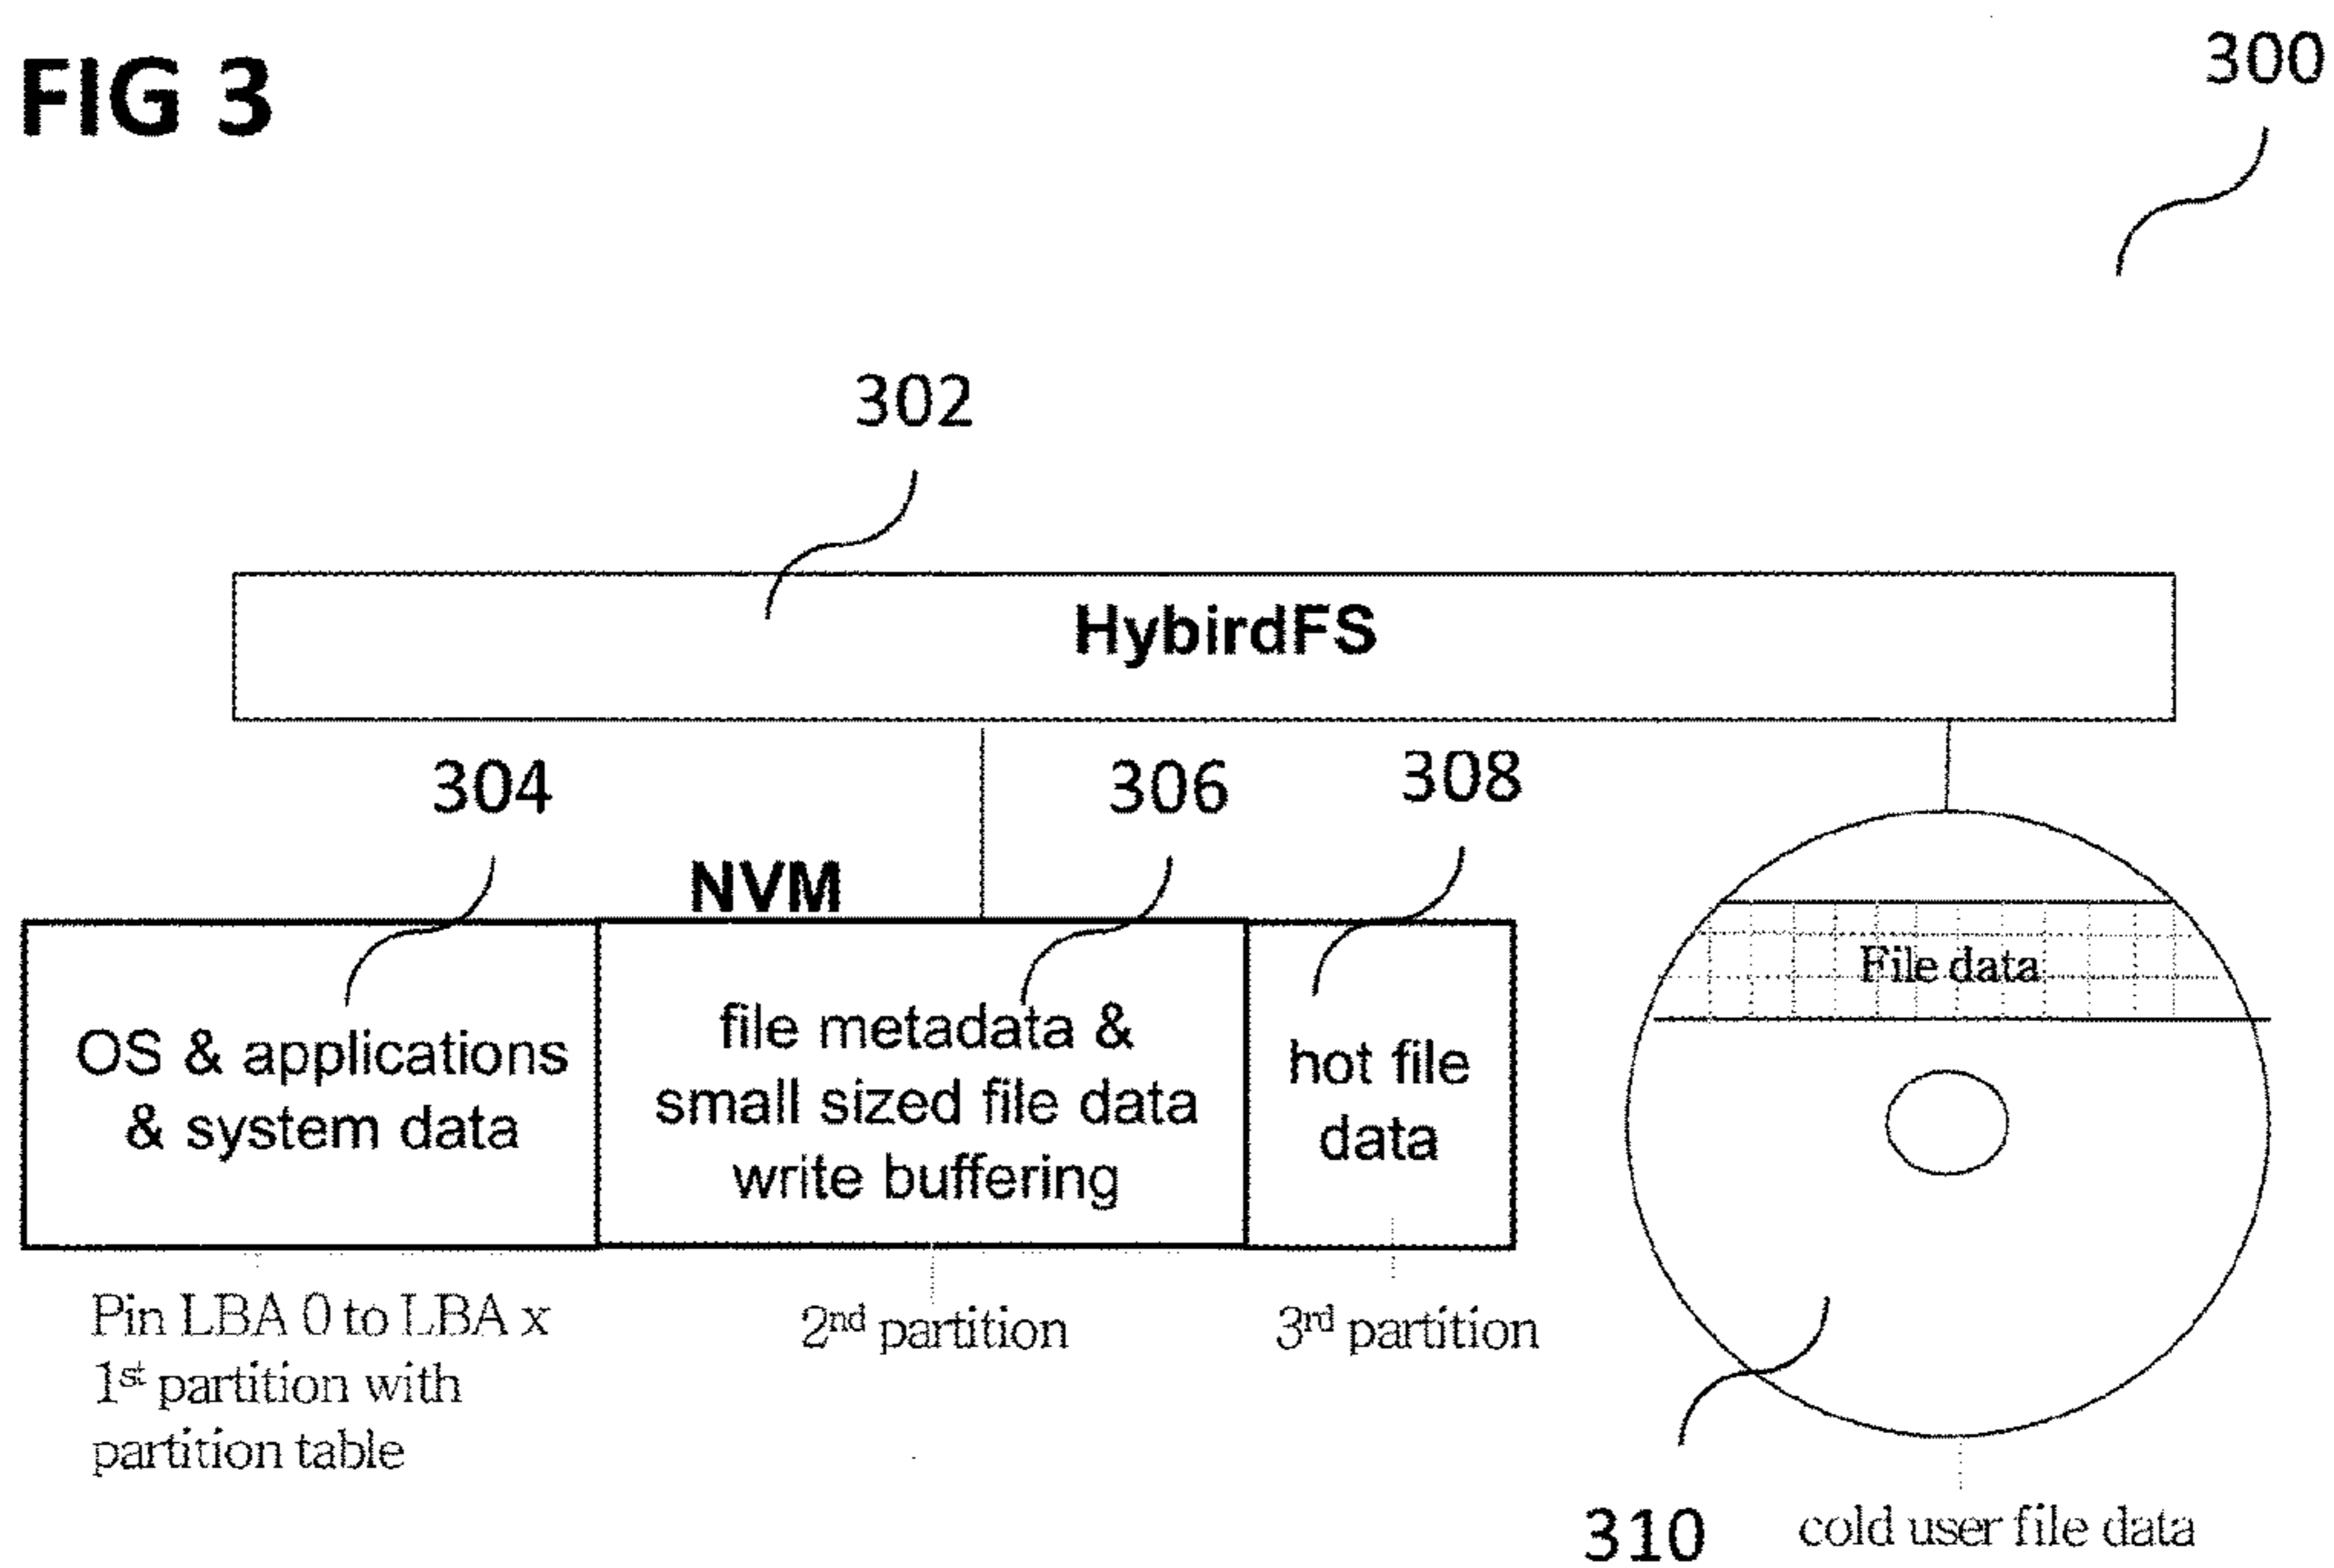 FIG 3
300
302
HybirdFS
304
306
308
NVM
OS & applications
& system data
file metadata &
small sized file data
write buffering
hot file
data
File data
Pin LBA 0 to LBA x
1st partition with
partition table
2nd partition
3rd partition
310
cold user file data